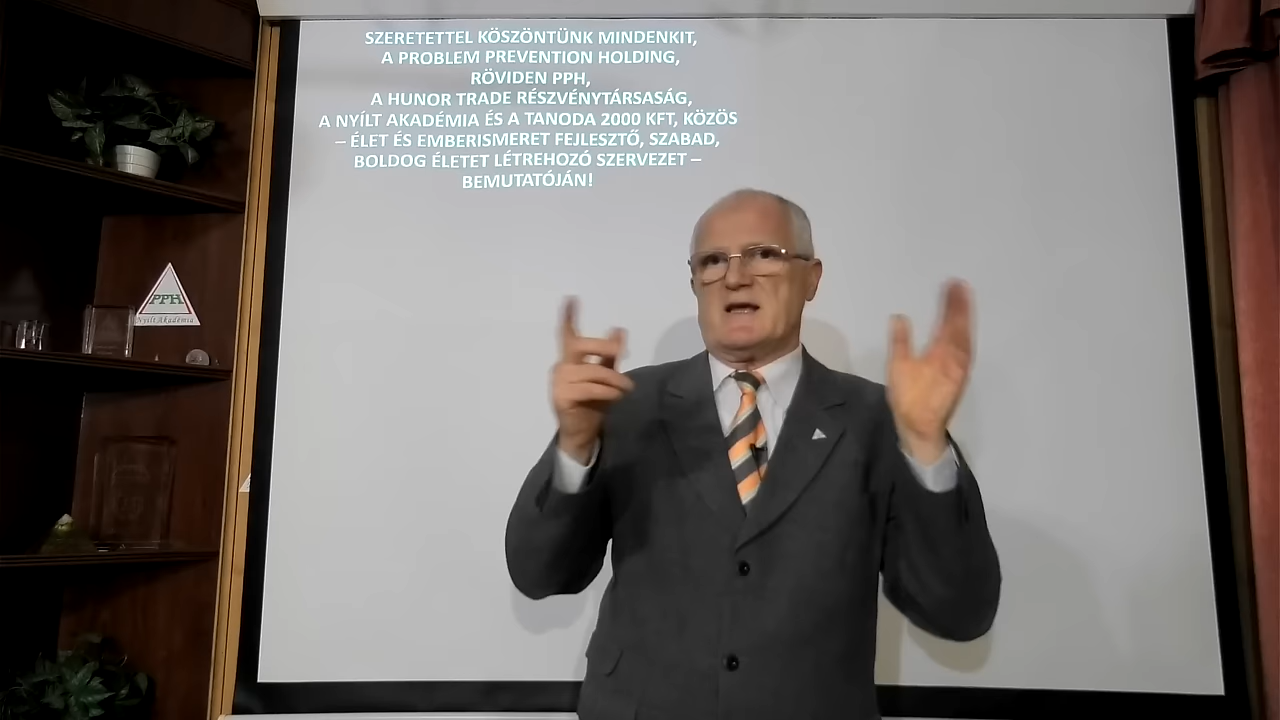 SZERETETTEL KÖSZÖNTÜNK MINDENKIT,
A PROBLEM PREVENTION HOLDING,
RÖVIDEN PPH,
A HUNOR TRADE RÉSZVÉNYTÁRSASÁG,
A NYÍLT AKADÉMIA ÉS A TANODA 2000 KFT, KÖZÖS
– ÉLET ÉS EMBERISMERET FEJLESZTŐ, SZABAD,
BOLDOG ÉLETET LÉTREHOZÓ SZERVEZET –
BEMUTATÓJÁN!
PPH
Nyílt Akadémia